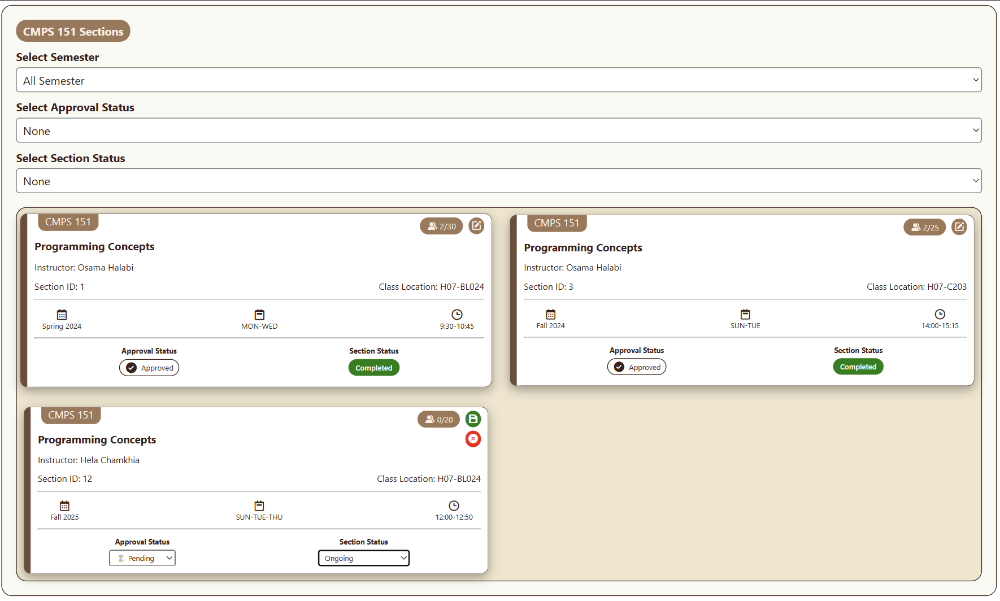 CMPS 151 Sections
Select Semester
All Semester
Select Approval Status
None
Select Section Status
None
CMPS 151
2/30
Programming Concepts
Instructor: Osama Halabi
Section ID: 1
Class Location: H07-BL024
Spring 2024
MON-WED
9:30-10:45
Approval Status
Section Status
Approved
Completed
CMPS 151
2/25
Programming Concepts
Instructor: Osama Halabi
Section ID: 3
Class Location: H07-C203
Fall 2024
SUN-TUE
14:00-15:15
Approval Status
Section Status
Approved
Completed
CMPS 151
0/20
Programming Concepts
Instructor: Hela Chamkhia
Section ID: 12
Class Location: H07-BL024
Fall 2025
SUN-TUE-THU
12:00-12:50
Approval Status
Section Status
⏳ Pending
Ongoing